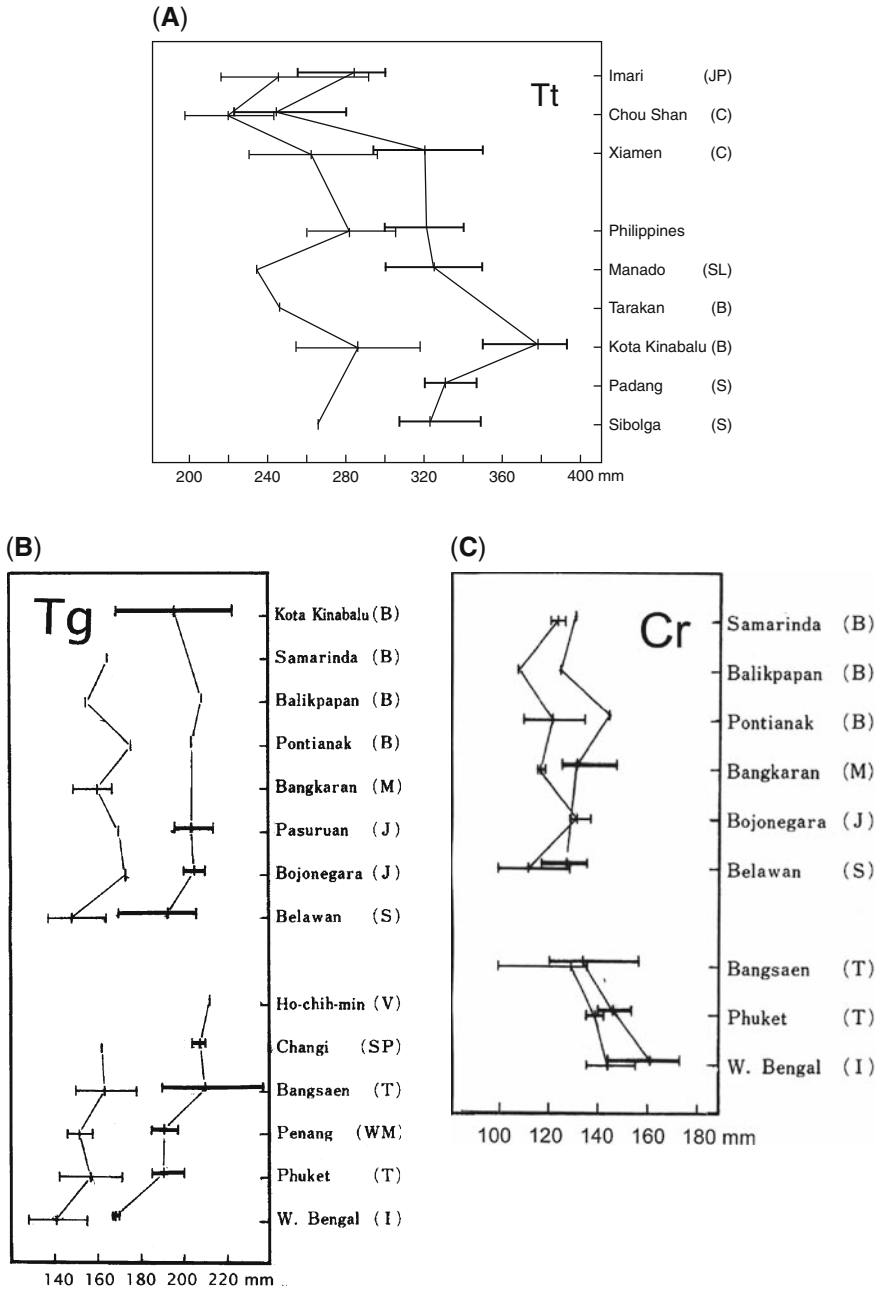 (A)
Tt
Imari (JP)
Chou Shan (C)
Xiamen (C)
Philippines
Manado (SL)
Tarakan (B)
Kota Kinabalu (B)
Padang (S)
Sibolga (S)
200 240 280 320 360 400 mm
(B)
Tg
Kota Kinabalu (B)
Samarinda (B)
Balikpapan (B)
Pontianak (B)
Bangkaran (M)
Pasuruan (J)
Bojonegara (J)
Belawan (S)
Ho-chih-min (V)
Changi (SP)
Bangsaen (T)
Penang (WM)
Phuket (T)
W. Bengal (I)
140 160 180 200 220 mm
(C)
Cr
Samarinda (B)
Balikpapan (B)
Pontianak (B)
Bangkaran (M)
Bojonegara (J)
Belawan (S)
Bangsaen (T)
Phuket (T)
W. Bengal (I)
100 120 140 160 180 mm